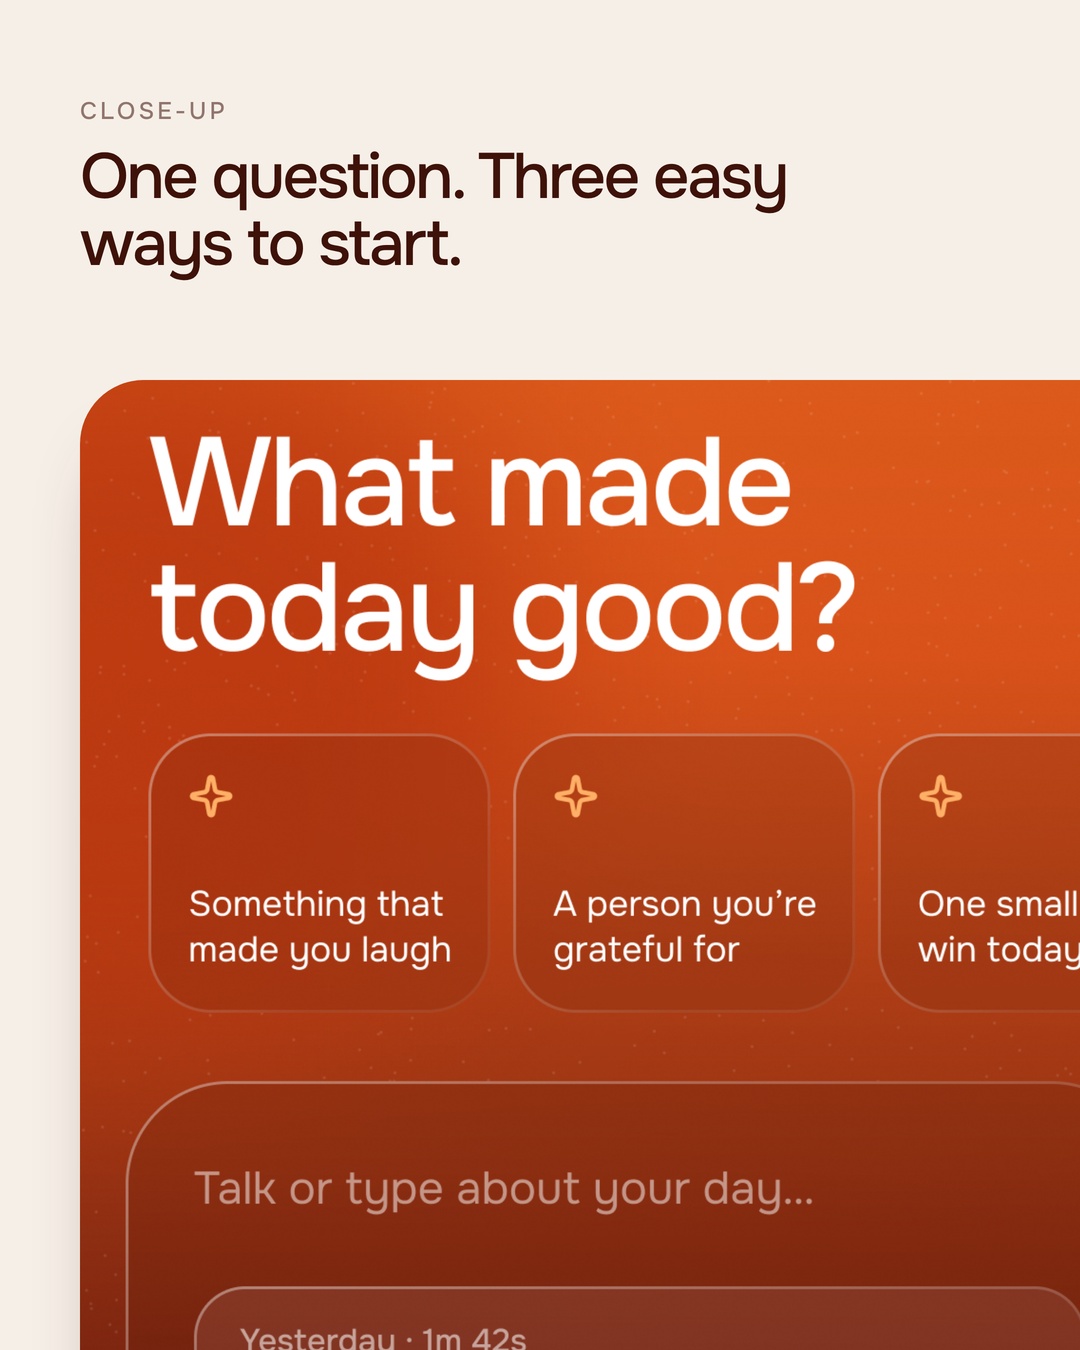 CLOSE-UP
One question. Three easy
ways to start.
What made
today good?
Something that
made you laugh
A person you’re
grateful for
One small
win today
Talk or type about your day...
Yesterday · 1m 42s